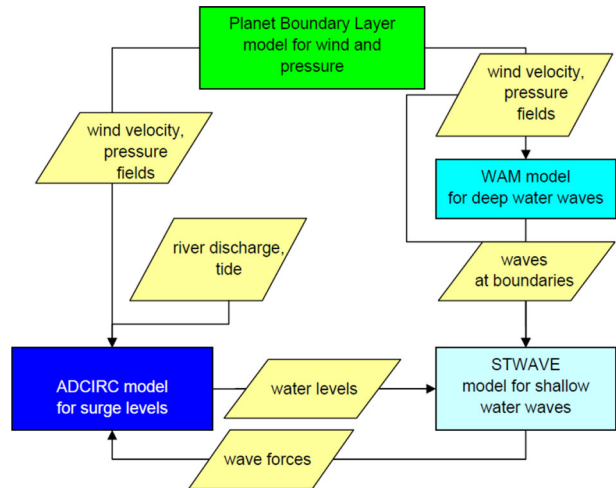 Planet Boundary Layer
model for wind and
pressure
wind velocity,
pressure
fields
wind velocity,
pressure
fields
WAM model
for deep water waves
river discharge,
tide
waves
at boundaries
ADCIRC model
for surge levels
water levels
STWAVE
model for shallow
water waves
wave forces